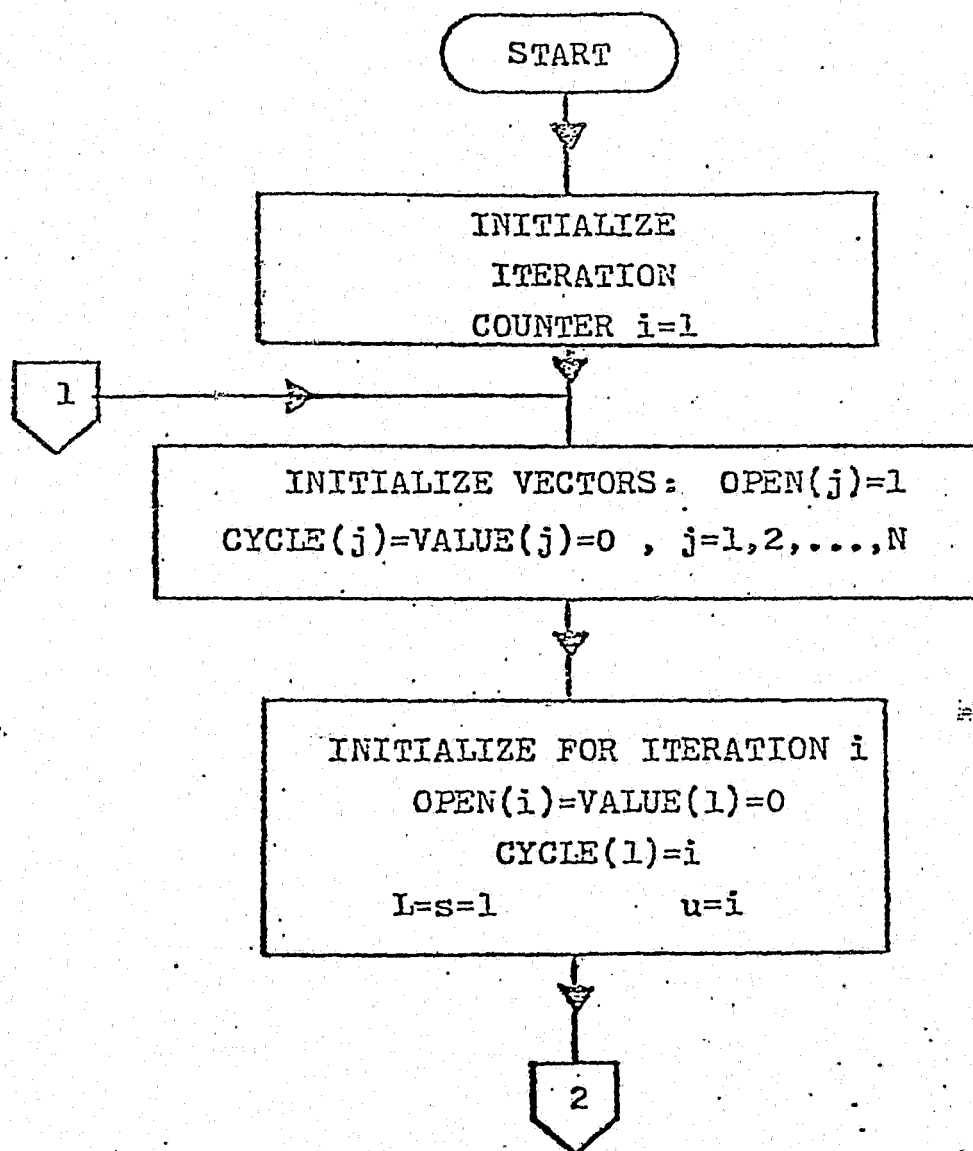 START
INITIALIZE
ITERATION
COUNTER i=1
1
INITIALIZE VECTORS: OPEN(j)=1
CYCLE(j)=VALUE(j)=0 , j=1,2,...,N
INITIALIZE FOR ITERATION i
OPEN(i)=VALUE(1)=0
CYCLE(1)=i
L=s=1 u=i
2